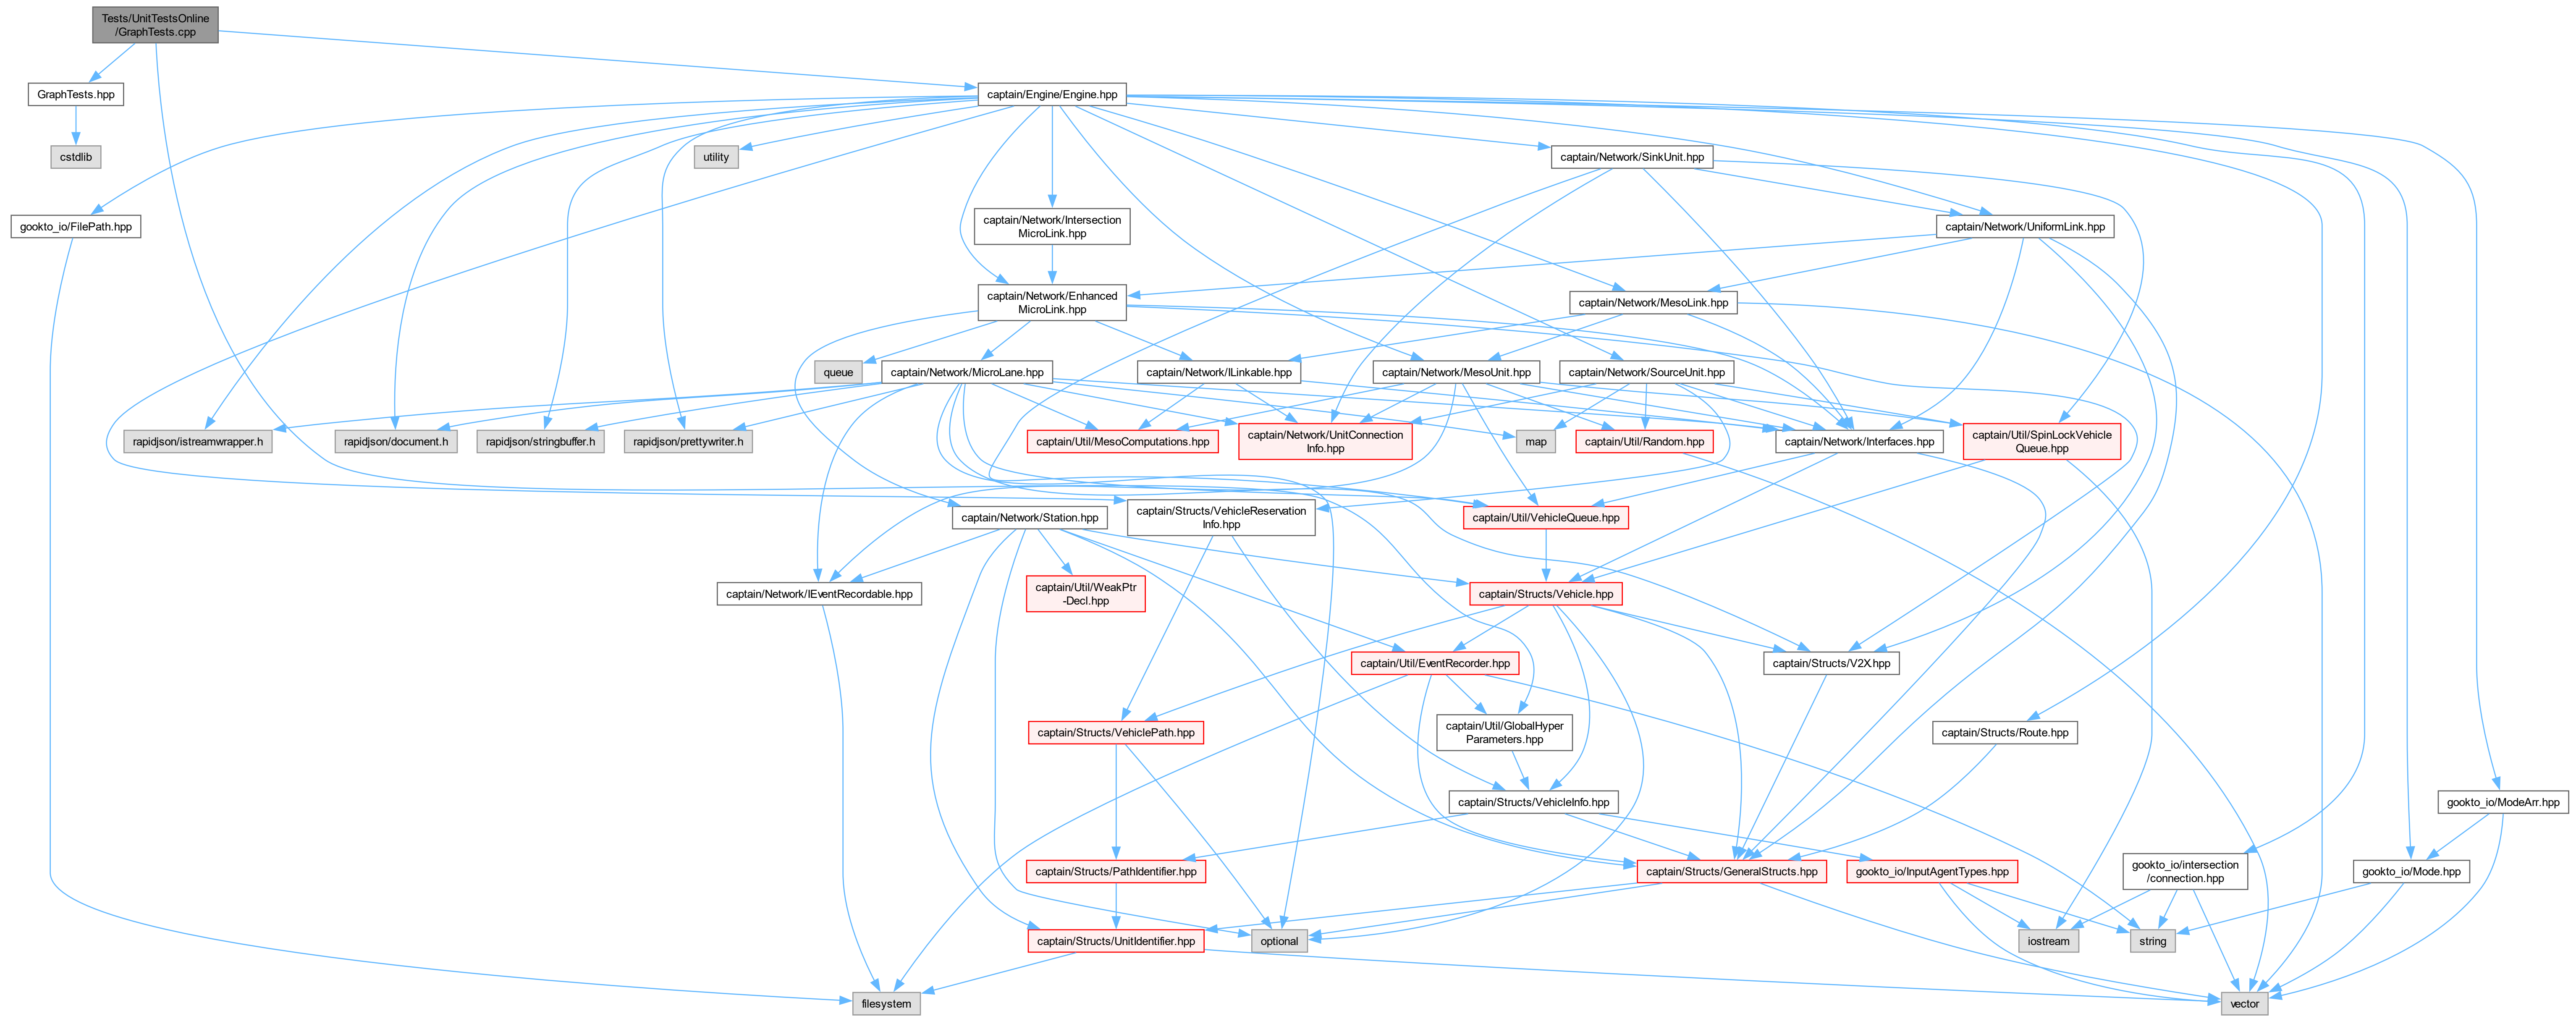 Tests/UnitTestsOnline
/GraphTests.cpp
GraphTests.hpp
captain/Engine/Engine.hpp
cstdlib
utility
captain/Network/SinkUnit.hpp
gookto_io/FilePath.hpp
captain/Network/Intersection
MicroLink.hpp
captain/Network/UniformLink.hpp
captain/Network/Enhanced
MicroLink.hpp
captain/Network/MesoLink.hpp
queue
captain/Network/MicroLane.hpp
captain/Network/ILinkable.hpp
captain/Network/MesoUnit.hpp
captain/Network/SourceUnit.hpp
rapidjson/istreamwrapper.h
rapidjson/document.h
rapidjson/stringbuffer.h
rapidjson/prettywriter.h
captain/Util/MesoComputations.hpp
captain/Network/UnitConnection
Info.hpp
map
captain/Util/Random.hpp
captain/Network/Interfaces.hpp
captain/Util/SpinLockVehicle
Queue.hpp
captain/Network/Station.hpp
captain/Structs/VehicleReservation
Info.hpp
captain/Util/VehicleQueue.hpp
captain/Network/IEventRecordable.hpp
captain/Util/WeakPtr
-Decl.hpp
captain/Structs/Vehicle.hpp
captain/Util/EventRecorder.hpp
captain/Structs/V2X.hpp
captain/Structs/VehiclePath.hpp
captain/Util/GlobalHyper
Parameters.hpp
captain/Structs/Route.hpp
captain/Structs/VehicleInfo.hpp
gookto_io/ModeArr.hpp
captain/Structs/PathIdentifier.hpp
captain/Structs/GeneralStructs.hpp
gookto_io/InputAgentTypes.hpp
gookto_io/intersection
/connection.hpp
gookto_io/Mode.hpp
captain/Structs/UnitIdentifier.hpp
optional
iostream
string
filesystem
vector